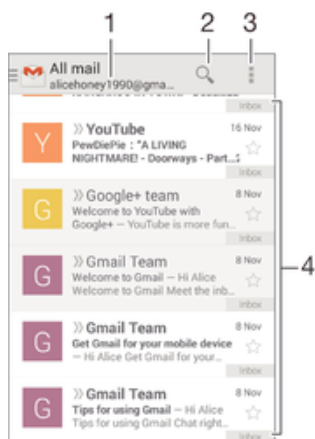 1
2
3
All mail
alicehoney1990@gma...
Inbox
Y
YouTube
16 Nov
PewDiePie : "A LIVING
NIGHTMARE! - Doorways - Part...
Inbox
G
Google+ team
8 Nov
Welcome to YouTube with
Google+ – YouTube is more fun...
Inbox
G
Gmail Team
8 Nov
Welcome to Gmail – Hi Alice
Welcome to Gmail Meet the inb...
Inbox
4
G
Gmail Team
8 Nov
Get Gmail for your mobile device
– Hi Alice Get Gmail for your...
Inbox
G
Gmail Team
8 Nov
Tips for using Gmail – Hi Alice
Tips for using Gmail Chat right...
Inbox